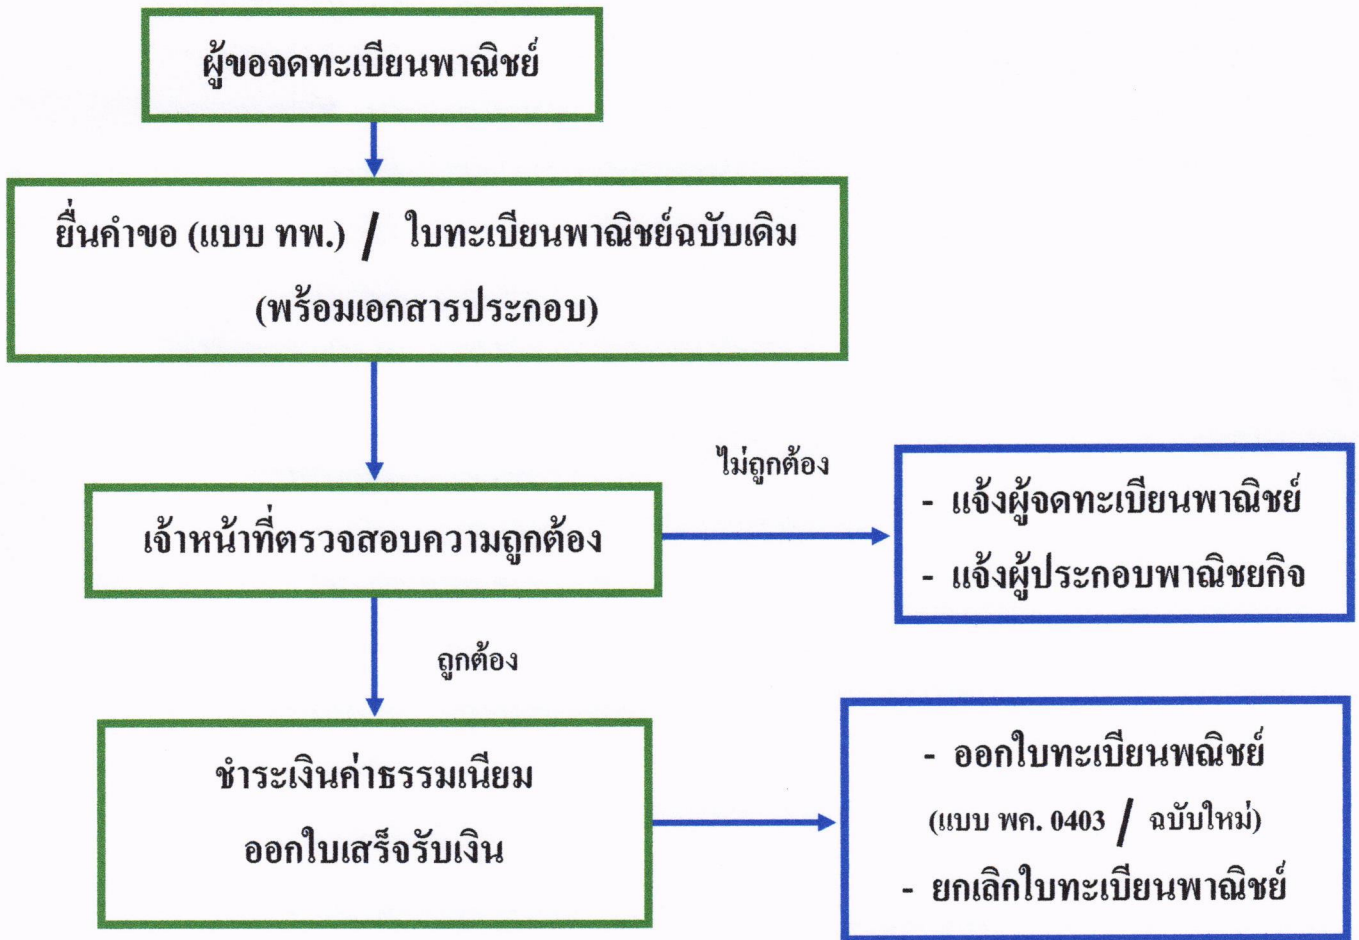 ผู้ขอจดทะเบียนพาณิชย์
ยื่นคำขอ (แบบ ทพ.) / ใบทะเบียนพาณิชย์ฉบับเดิม
(พร้อมเอกสารประกอบ)
ไม่ถูกต้อง
เจ้าหน้าที่ตรวจสอบความถูกต้อง
- แจ้งผู้จดทะเบียนพาณิชย์
- แจ้งผู้ประกอบพาณิชยกิจ
ถูกต้อง
ชำระเงินค่าธรรมเนียม
ออกใบเสร็จรับเงิน
- ออกใบทะเบียนพณิชย์
(แบบ พค. 0403 / ฉบับใหม่)
- ยกเลิกใบทะเบียนพาณิชย์